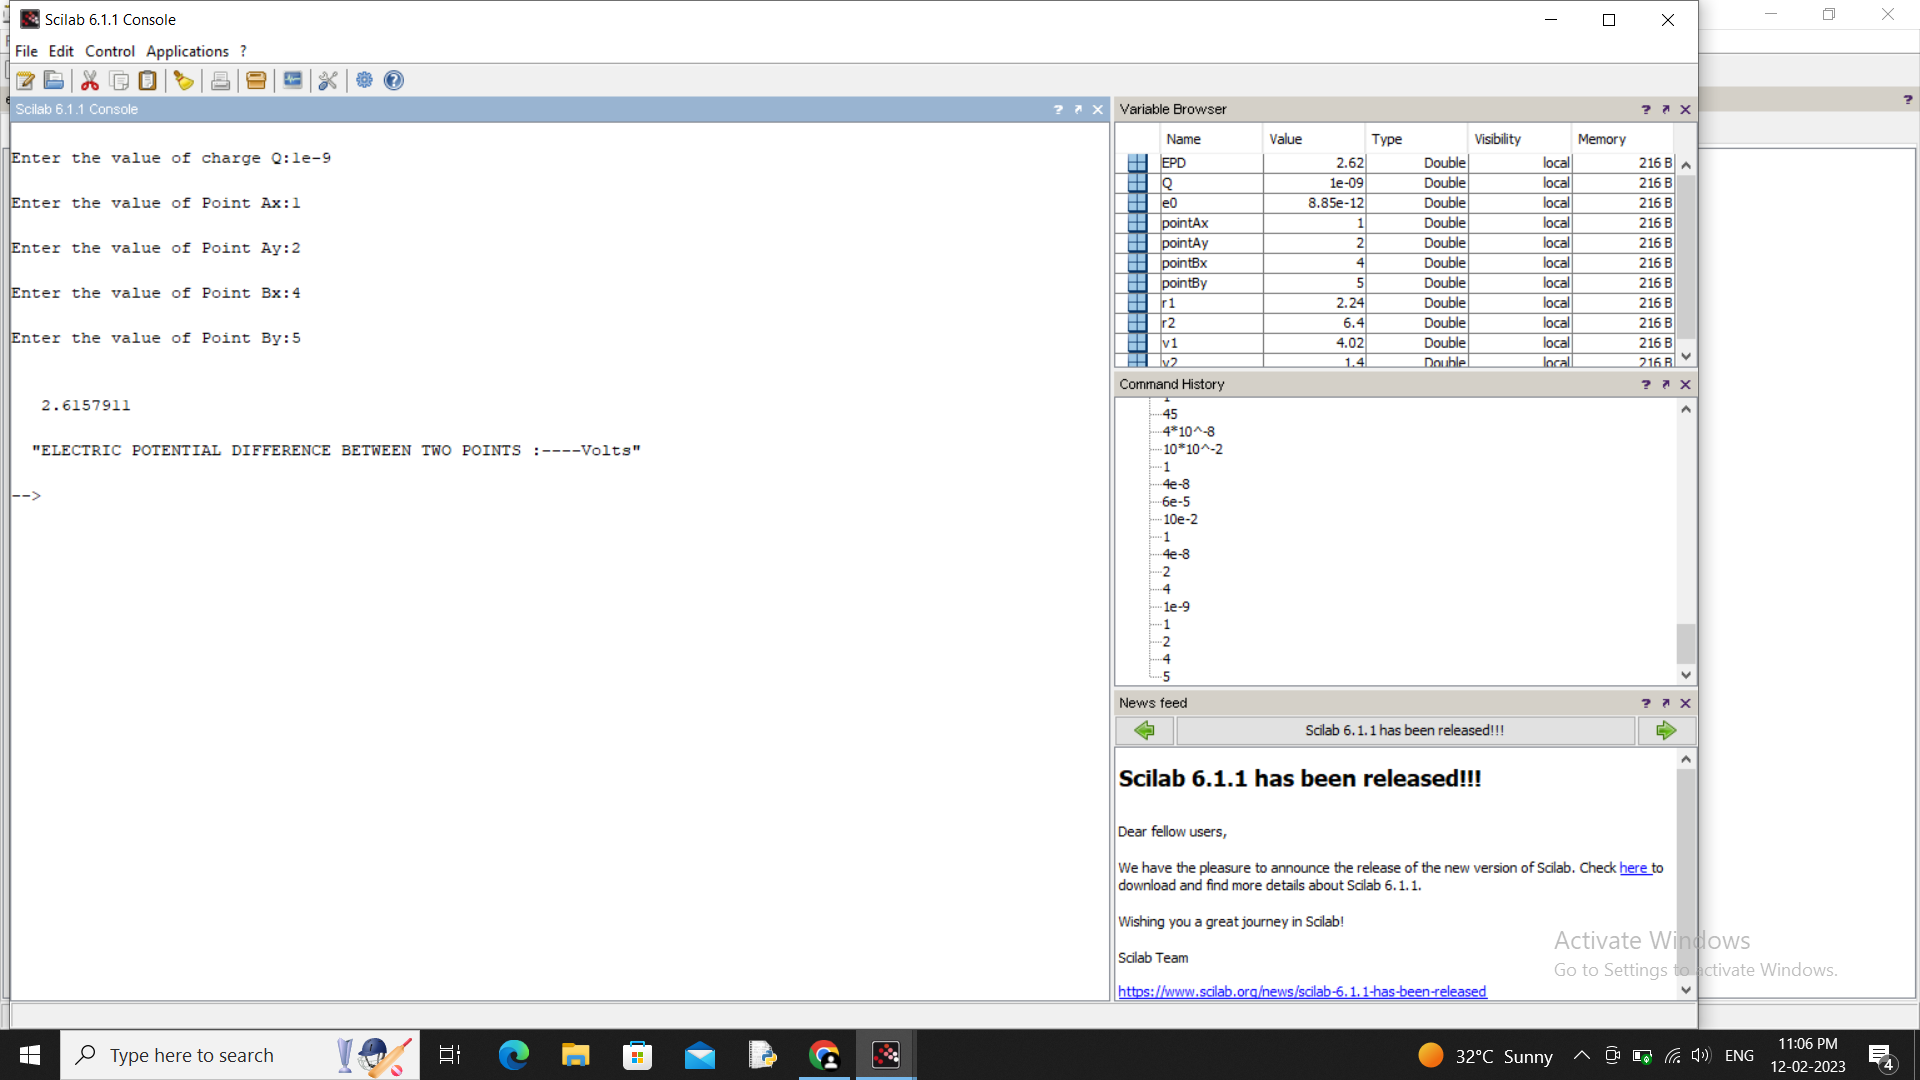 Scilab 6.1.1 Console
File Edit Control Applications ?
Scilab 6.1.1 Console
Enter the value of charge Q:1e-9
Enter the value of Point Ax:1
Enter the value of Point Ay:2
Enter the value of Point Bx:4
Enter the value of Point By:5
2.6157911
"ELECTRIC POTENTIAL DIFFERENCE BETWEEN TWO POINTS :----Volts"
-->
Variable Browser
Name Value Type Visibility Memory
EPD 2.62 Double local 216 B
Q 1e-09 Double local 216 B
e0 8.85e-12 Double local 216 B
pointAx 1 Double local 216 B
pointAy 2 Double local 216 B
pointBx 4 Double local 216 B
pointBy 5 Double local 216 B
r1 2.24 Double local 216 B
r2 6.4 Double local 216 B
v1 4.02 Double local 216 B
v2 1.4 Double local 216 B
Command History
1
45
4*10^-8
10*10^-2
1
4e-8
6e-5
10e-2
1
4e-8
2
4
1e-9
1
2
4
5
News feed
Scilab 6.1.1 has been released!!!
Scilab 6.1.1 has been released!!!
Dear fellow users,
We have the pleasure to announce the release of the new version of Scilab. Check here to
download and find more details about Scilab 6.1.1.
Wishing you a great journey in Scilab!
Scilab Team
https://www.scilab.org/news/scilab-6.1.1-has-been-released
Activate Windows
Go to Settings to activate Windows.
Type here to search
32°C Sunny
ENG
11:06 PM
12-02-2023
4